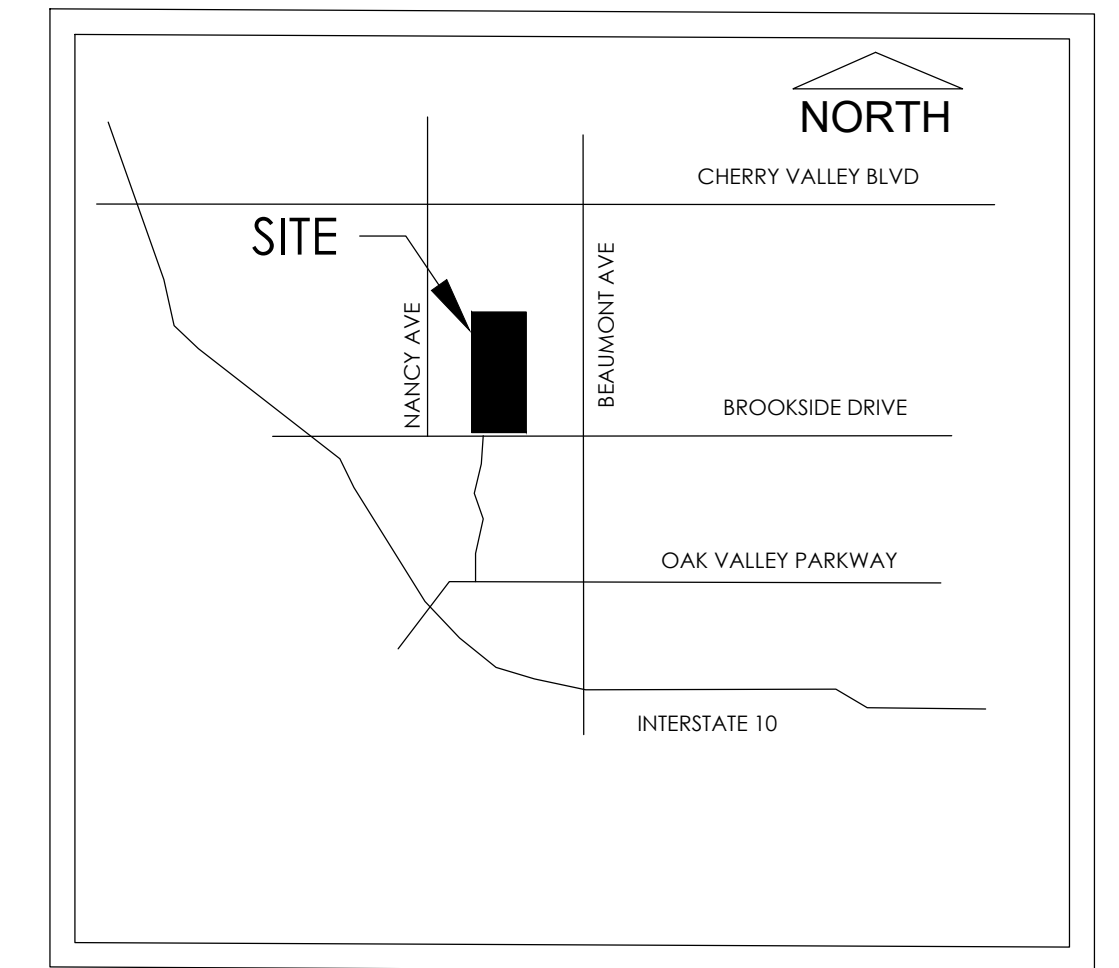 NORTH
CHERRY VALLEY BLVD
SITE
NANCY AVE
BEAUMONT AVE
BROOKSIDE DRIVE
OAK VALLEY PARKWAY
INTERSTATE 10